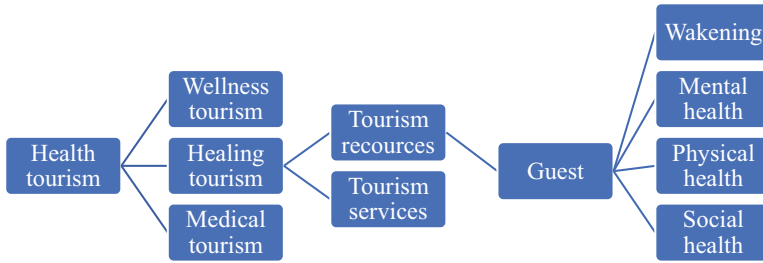 Health
tourism
Wellness
tourism
Healing
tourism
Medical
tourism
Tourism
recources
Tourism
services
Guest
Wakening
Mental
health
Physical
health
Social
health